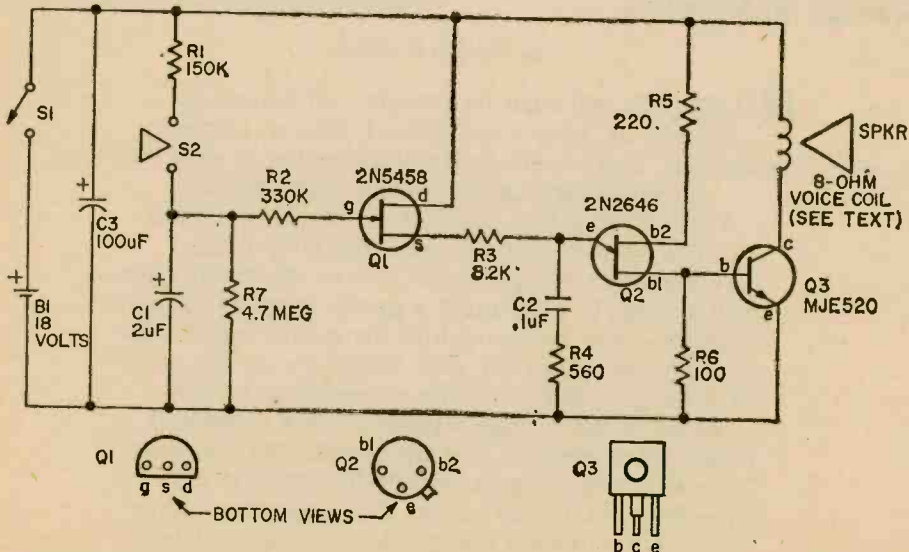 S1
B1
18
VOLTS
C3
100uF
+
+
R1
150K
S2
+
C1
2uF
R7
4.7 MEG
R2
330K
2N5458
g
d
s
Q1
R3
82K
2N2646
e
b2
b1
Q2
C2
.1uF
R4
560
R5
220.
R6
100
SPKR
8-OHM
VOICE COIL
(SEE TEXT)
c
b
e
Q3
MJE520
Q1
g s d
BOTTOM VIEWS
Q2
b1
b2
e
Q3
b c e